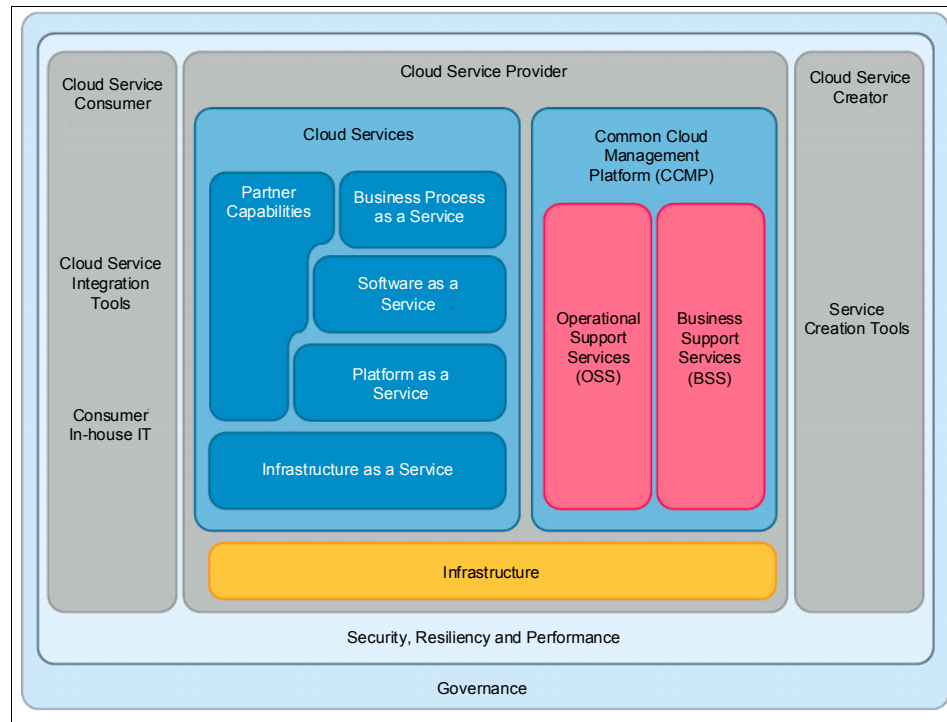 Cloud Service
Consumer
Cloud Service
Integration
Tools
Consumer
In-house IT
Cloud Service Provider
Cloud Services
Partner
Capabilities
Business Process
as a Service
Software as a
Service
Platform as a
Service
Infrastructure as a Service
Common Cloud
Management
Platform (CCMP)
Operational
Support
Services
(OSS)
Business
Support
Services
(BSS)
Infrastructure
Cloud Service
Creator
Service
Creation Tools
Security, Resiliency and Performance
Governance